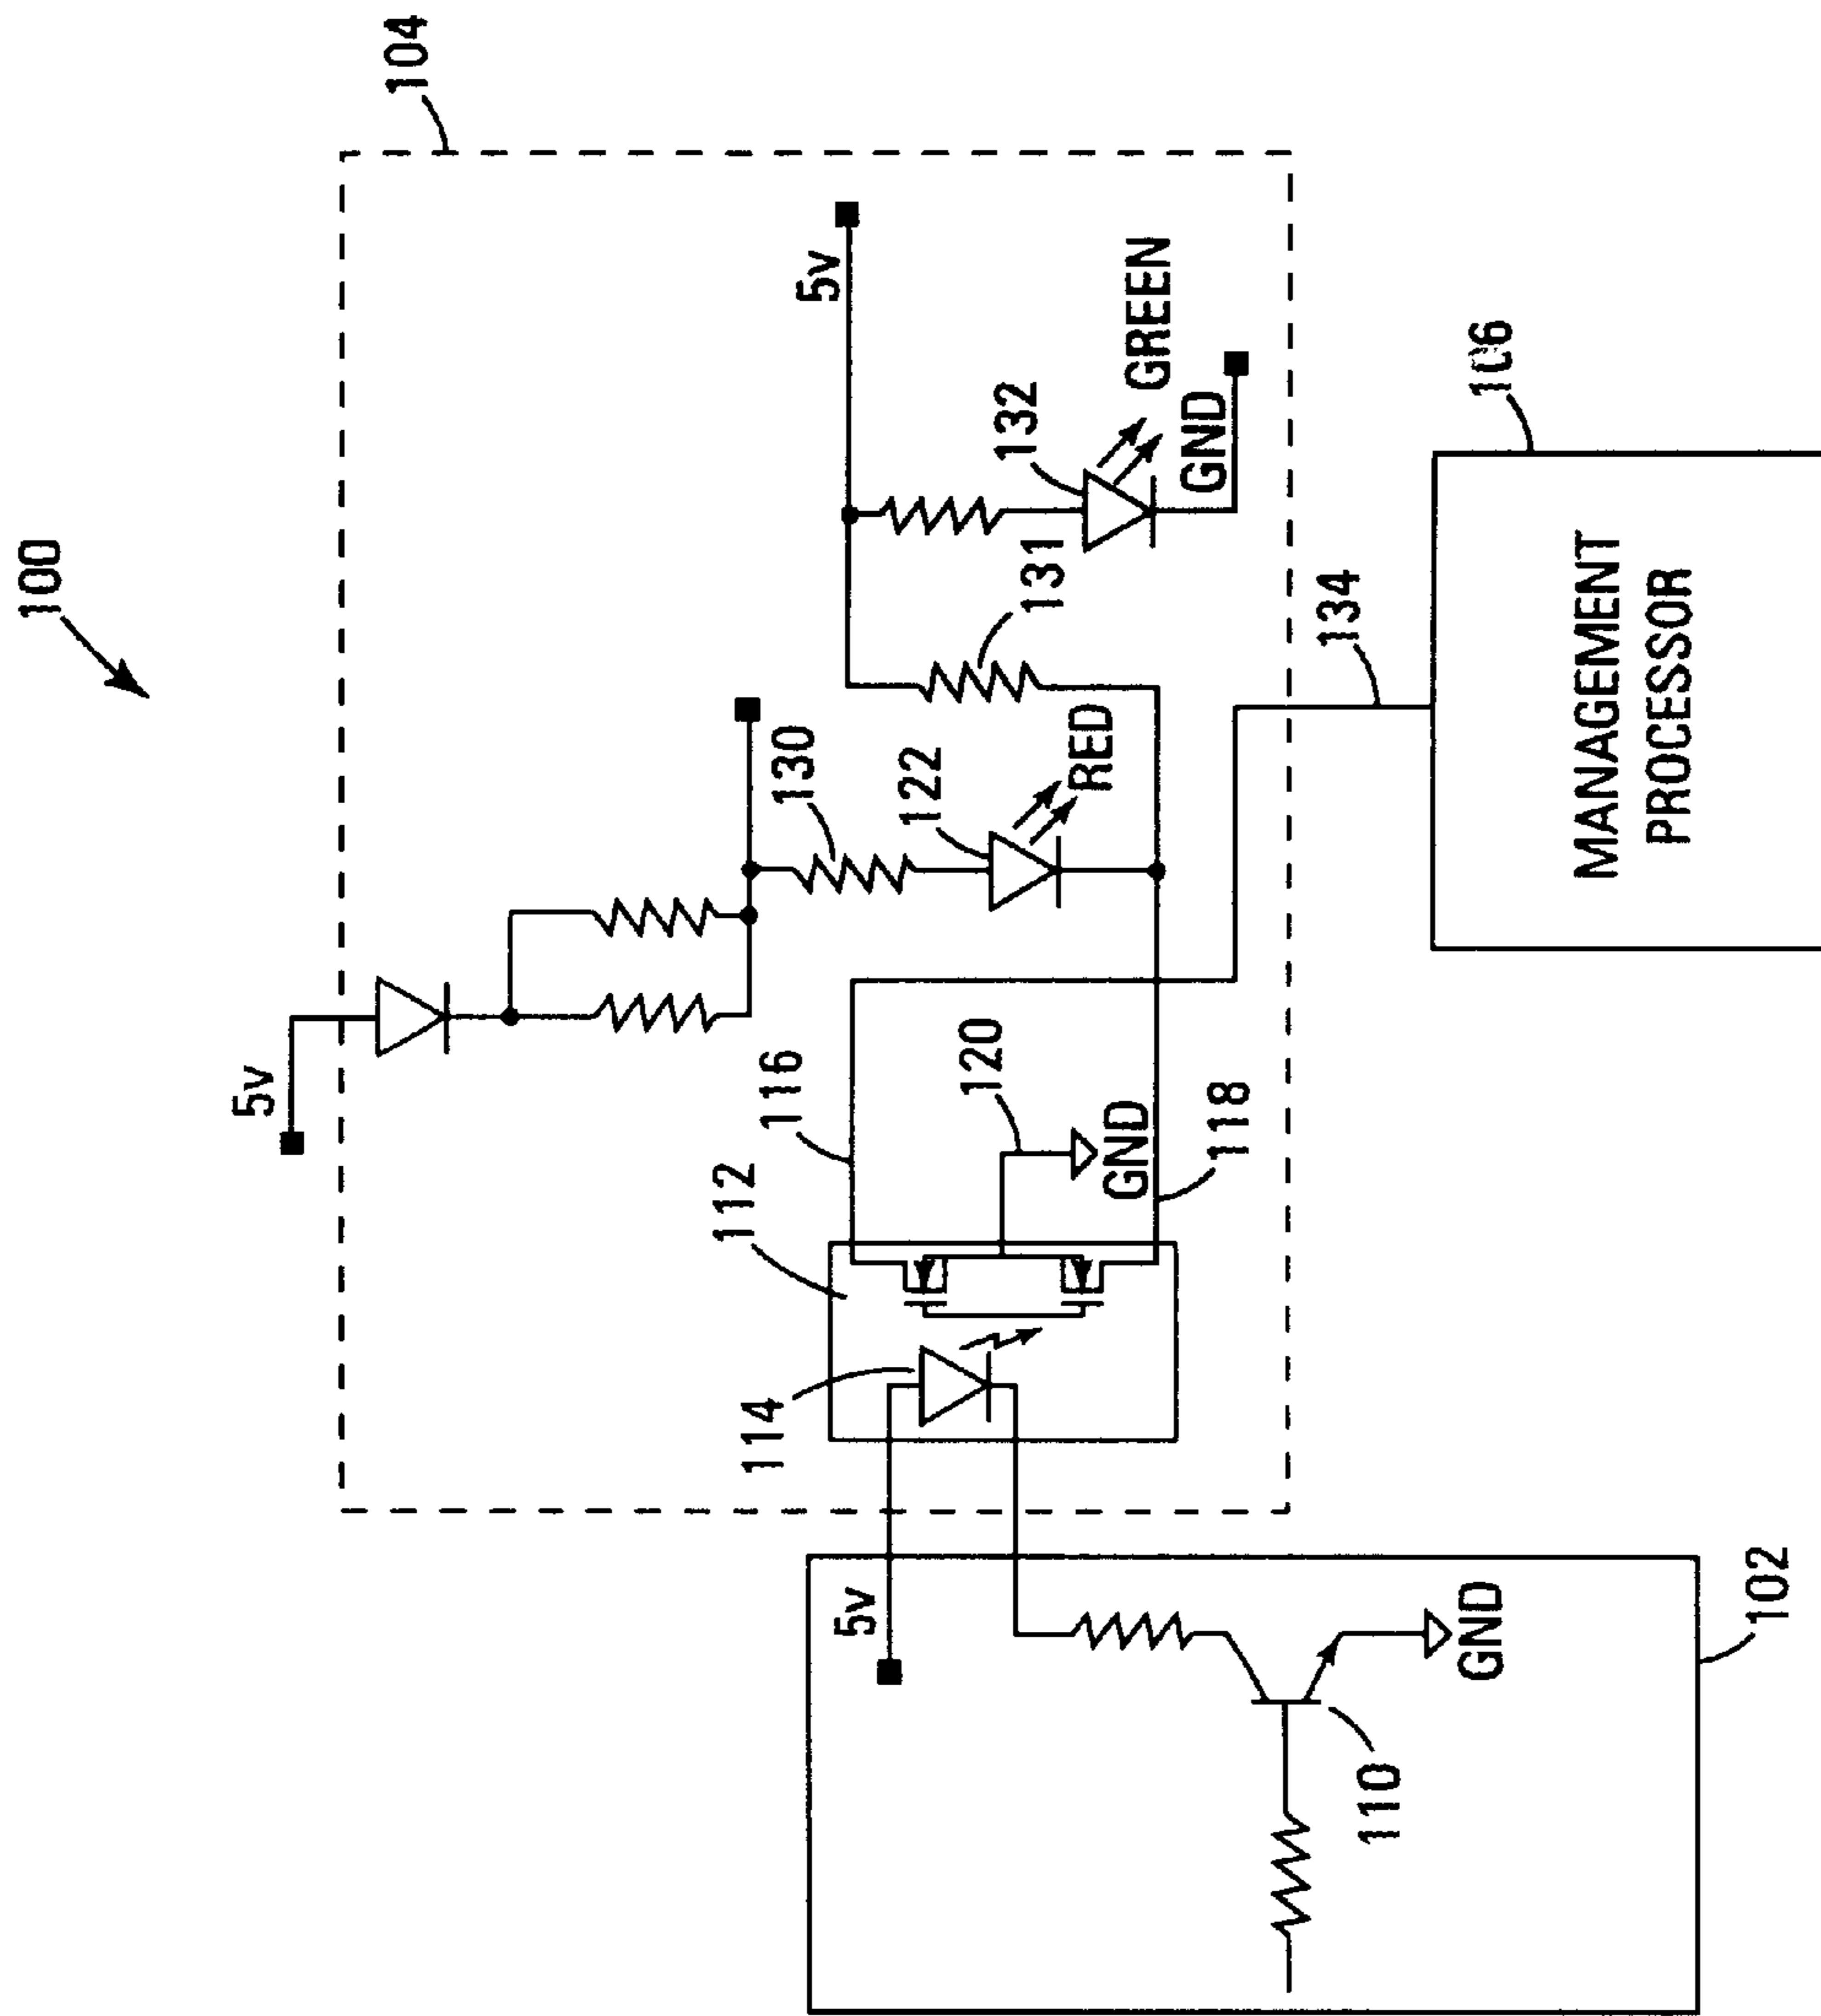 100
104
5v
5v
116
112
130
132
GREEN
122
131
RED
GND
120
GND
114
118
134
106
MANAGEMENT
PROCESSOR
5v
110
GND
102